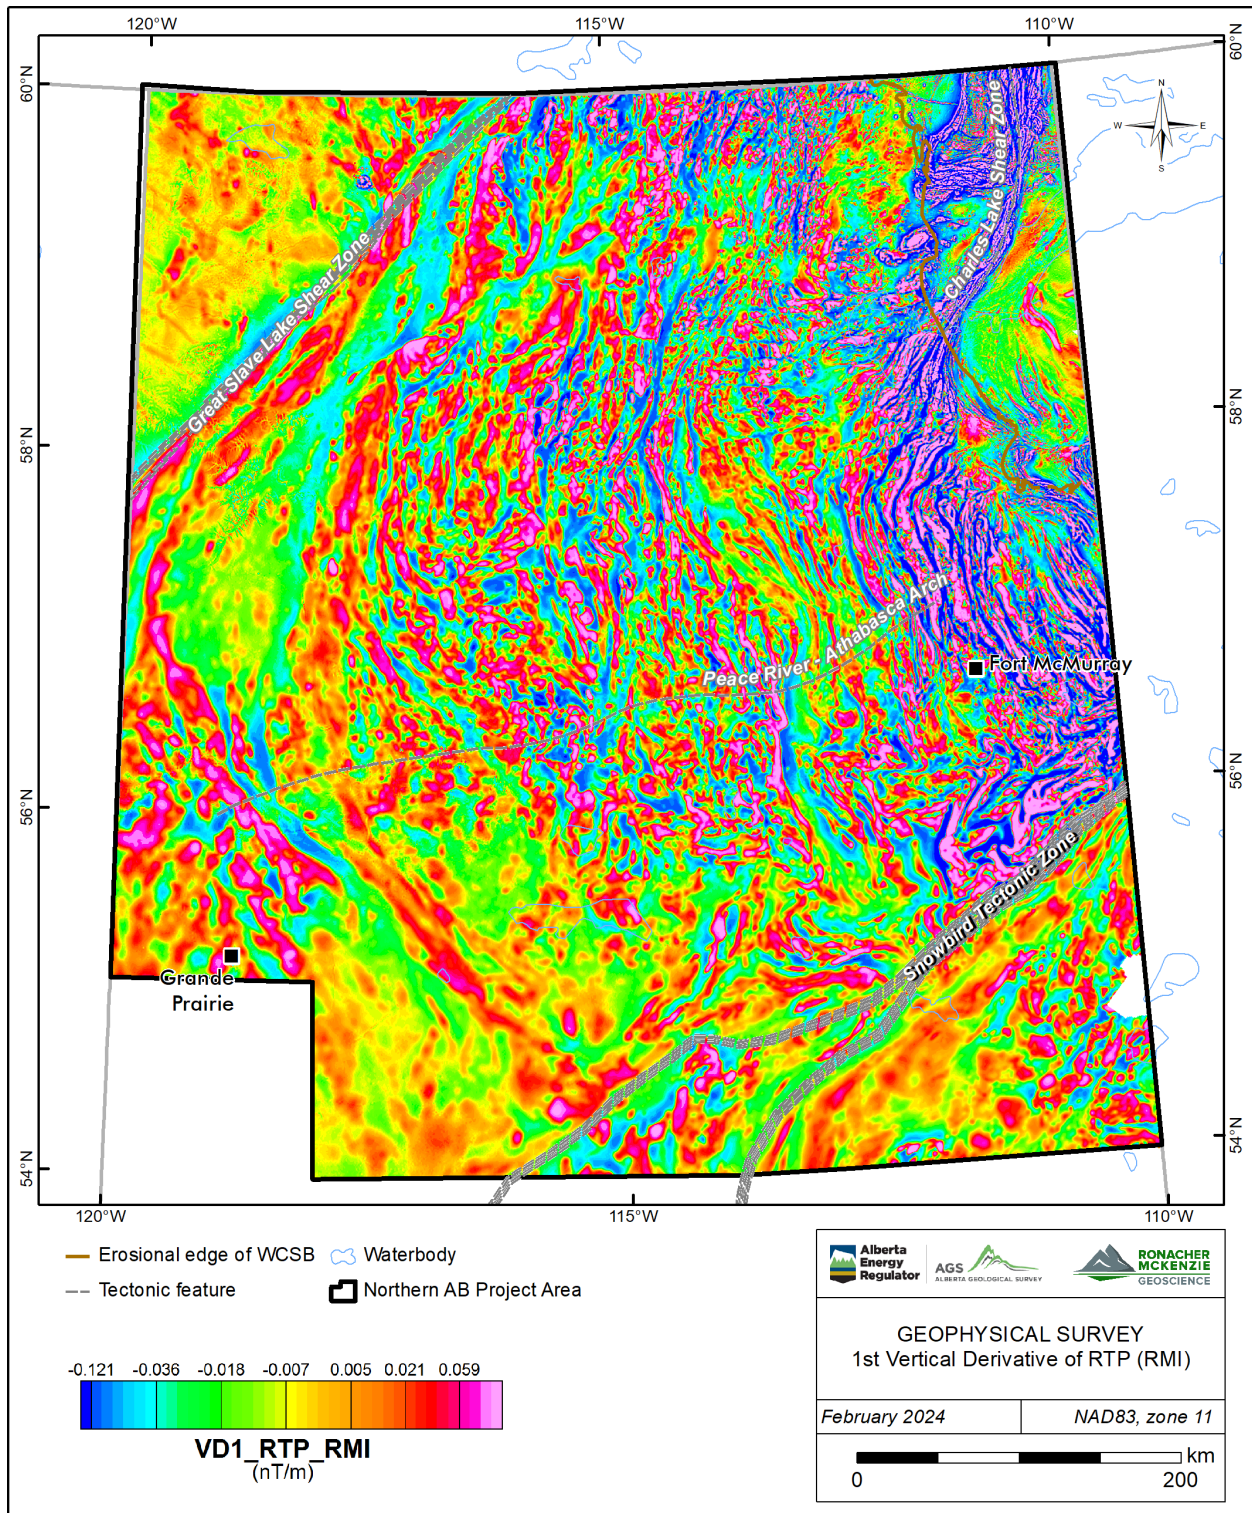 120°W
115°W
110°W
60°N
60°N
N
W
E
S
Charles Lake Shear Zone
Great Slave Lake Shear Zone
58°N
58°N
Peace River - Athabasca Arch
Fort McMurray
56°N
56°N
Snowbird Tectonic Zone
Grande
Prairie
54°N
54°N
120°W
115°W
110°W
Erosional edge of WCSB
Waterbody
Tectonic feature
Northern AB Project Area
-0.121 -0.036 -0.018 -0.007 0.005 0.021 0.059
VD1_RTP_RMI
(nT/m)
Alberta
Energy
Regulator
AGS
ALBERTA GEOLOGICAL SURVEY
RONACHER
MCKENZIE
GEOSCIENCE
GEOPHYSICAL SURVEY
1st Vertical Derivative of RTP (RMI)
February 2024
NAD83, zone 11
km
0
200